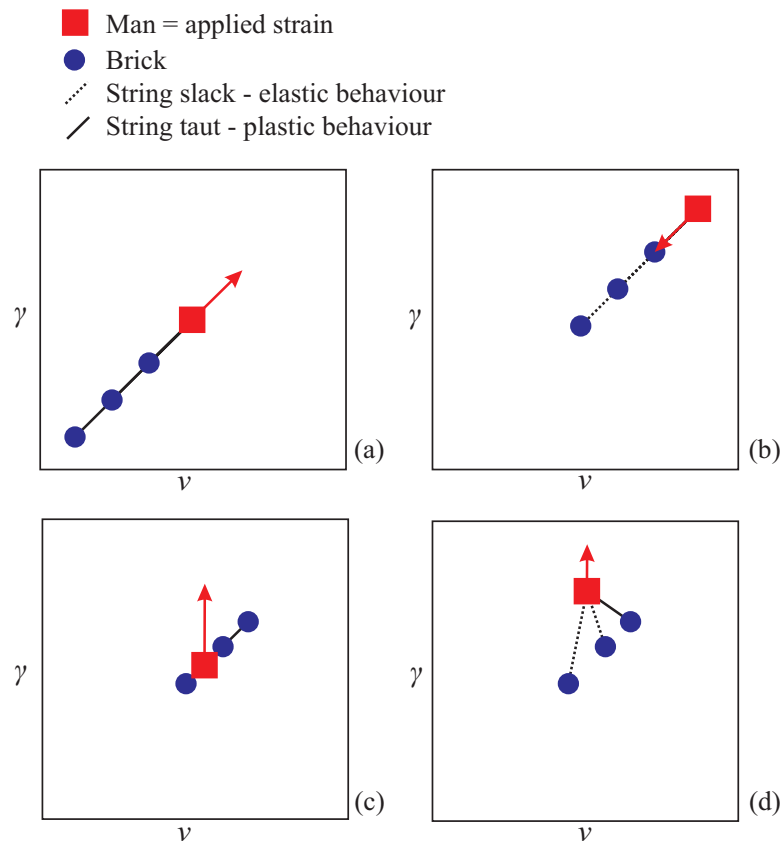 Man = applied strain
Brick
String slack - elastic behaviour
String taut - plastic behaviour
γ
v
(a)
γ
v
(b)
γ
v
(c)
γ
v
(d)